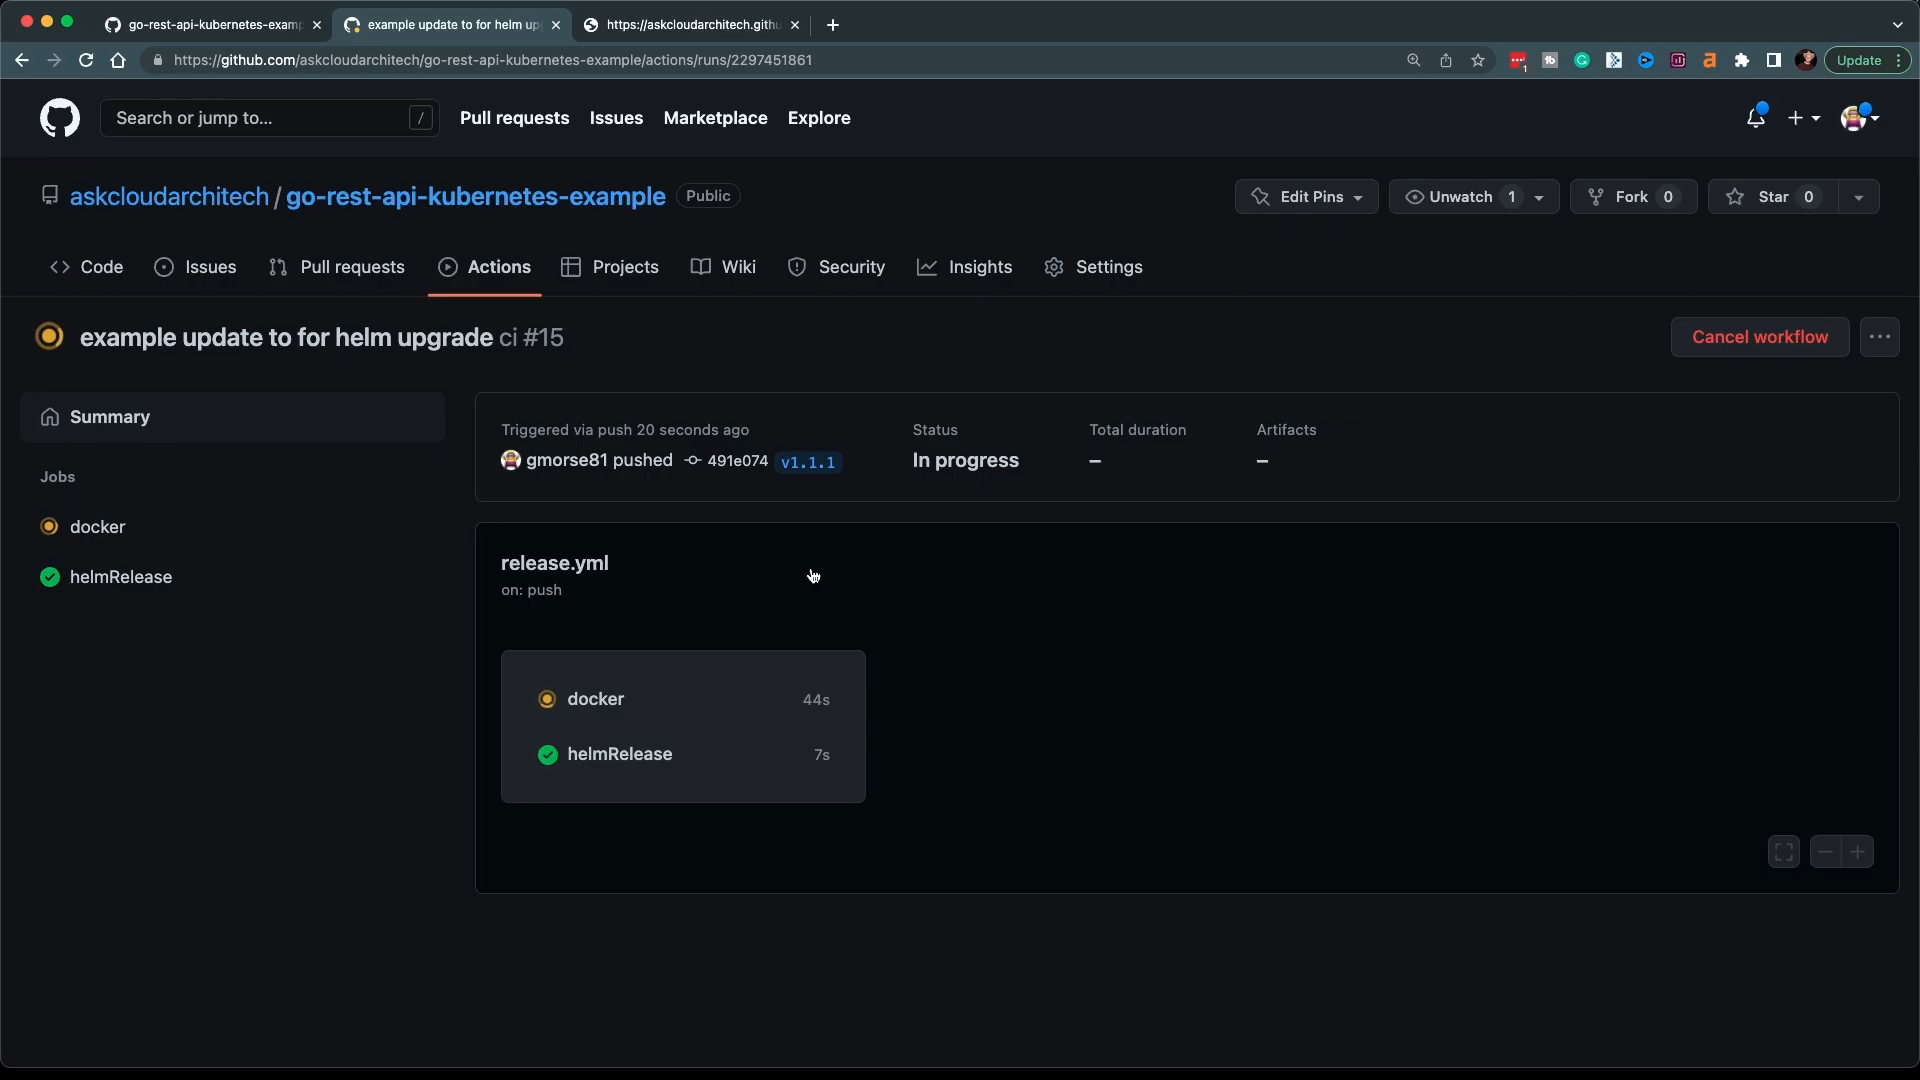 go-rest-api-kubernetes-examp
example update to for helm up
https://askcloudarchitech.githu
https://github.com/askcloudarchitech/go-rest-api-kubernetes-example/actions/runs/2297451861
1
tb
a
Update
Search or jump to...
/
Pull requests
Issues
Marketplace
Explore
askcloudarchitech / go-rest-api-kubernetes-example
Public
Edit Pins
Unwatch 1
Fork 0
Star 0
Code
Issues
Pull requests
Actions
Projects
Wiki
Security
Insights
Settings
example update to for helm upgrade ci #15
Cancel workflow
Summary
Jobs
docker
helmRelease
Triggered via push 20 seconds ago
gmorse81 pushed 491e074 v1.1.1
Status
In progress
Total duration
–
Artifacts
–
release.yml
on: push
docker 44s
helmRelease 7s